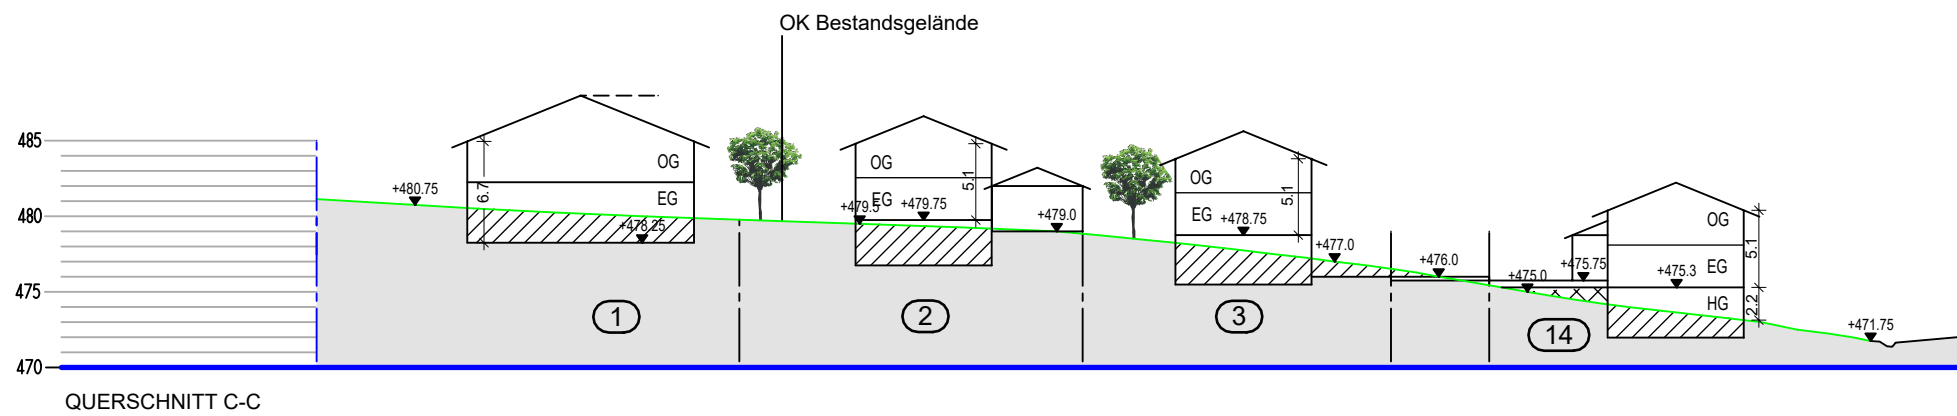 OK Bestandsgelände
485
480
475
470
+480.75
6.7
OG
EG
+478.25
1
OG
EG
+479.5
+479.75
5.1
+479.0
2
OG
EG
+478.75
5.1
+477.0
3
+476.0
+475.0
+475.75
14
OG
EG
HG
+475.3
5.1
2.2
+471.75
QUERSCHNITT C-C